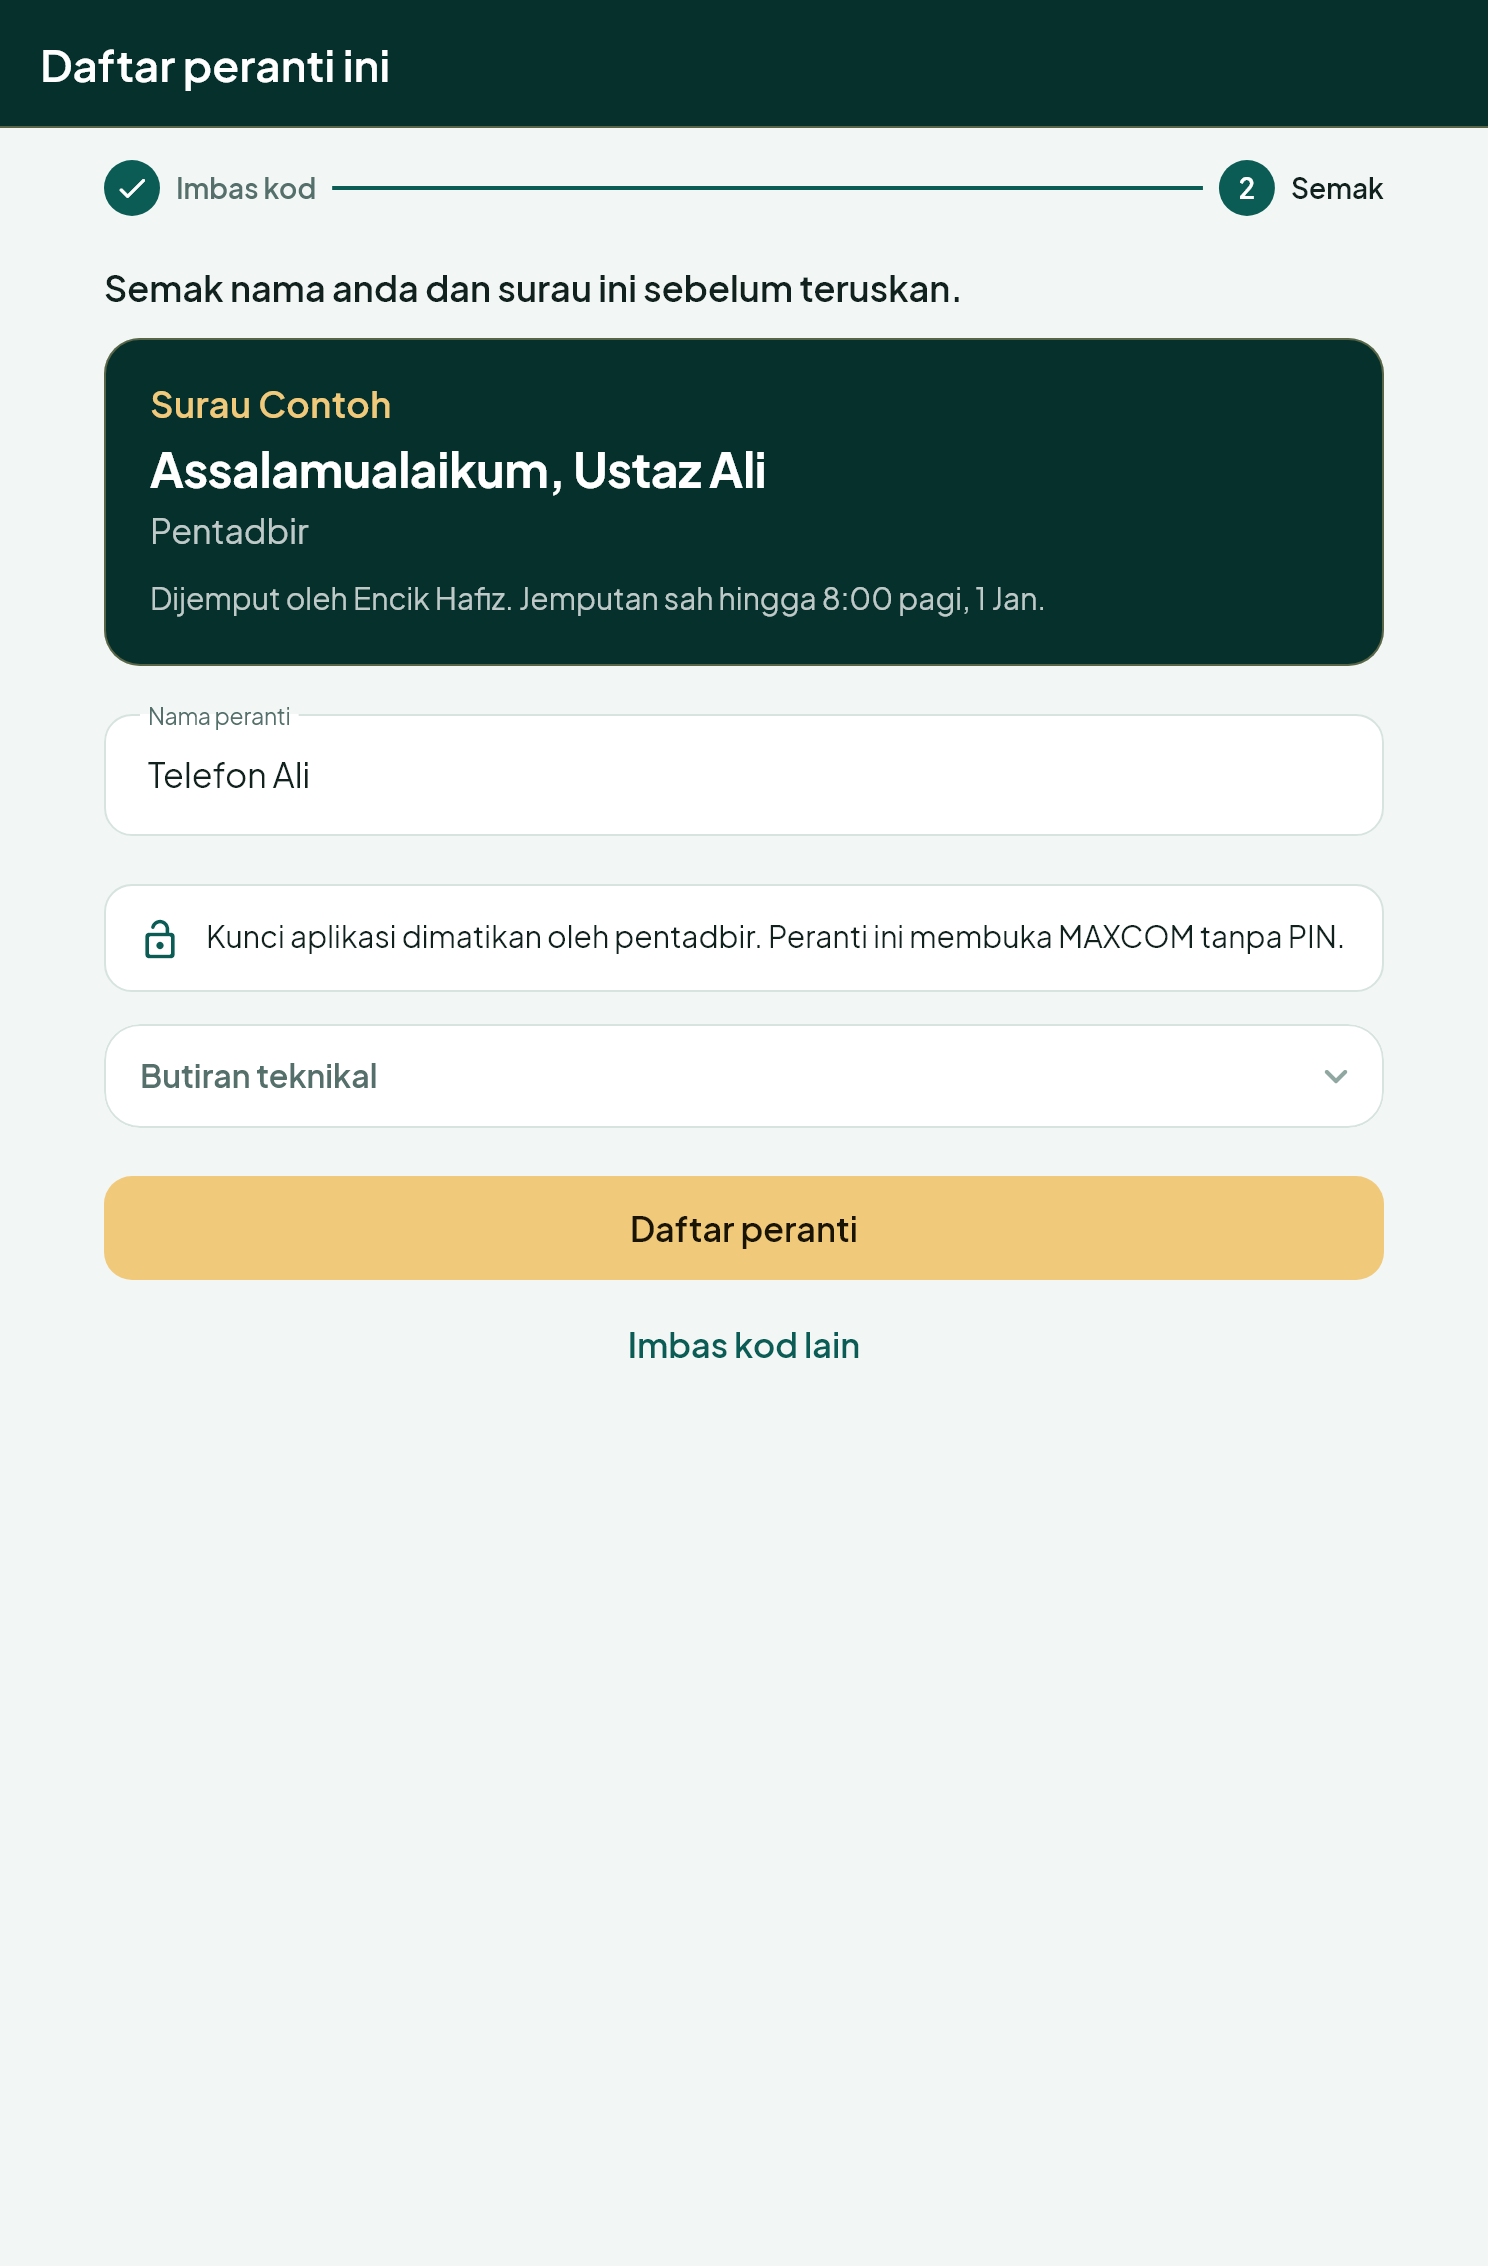 Daftar peranti ini
Imbas kod
2
Semak
Semak nama anda dan surau ini sebelum teruskan.
Surau Contoh
Assalamualaikum, Ustaz Ali
Pentadbir
Dijemput oleh Encik Hafiz. Jemputan sah hingga 8:00 pagi, 1 Jan.
Nama peranti
Telefon Ali
Kunci aplikasi dimatikan oleh pentadbir. Peranti ini membuka MAXCOM tanpa PIN.
Butiran teknikal
Daftar peranti
Imbas kod lain